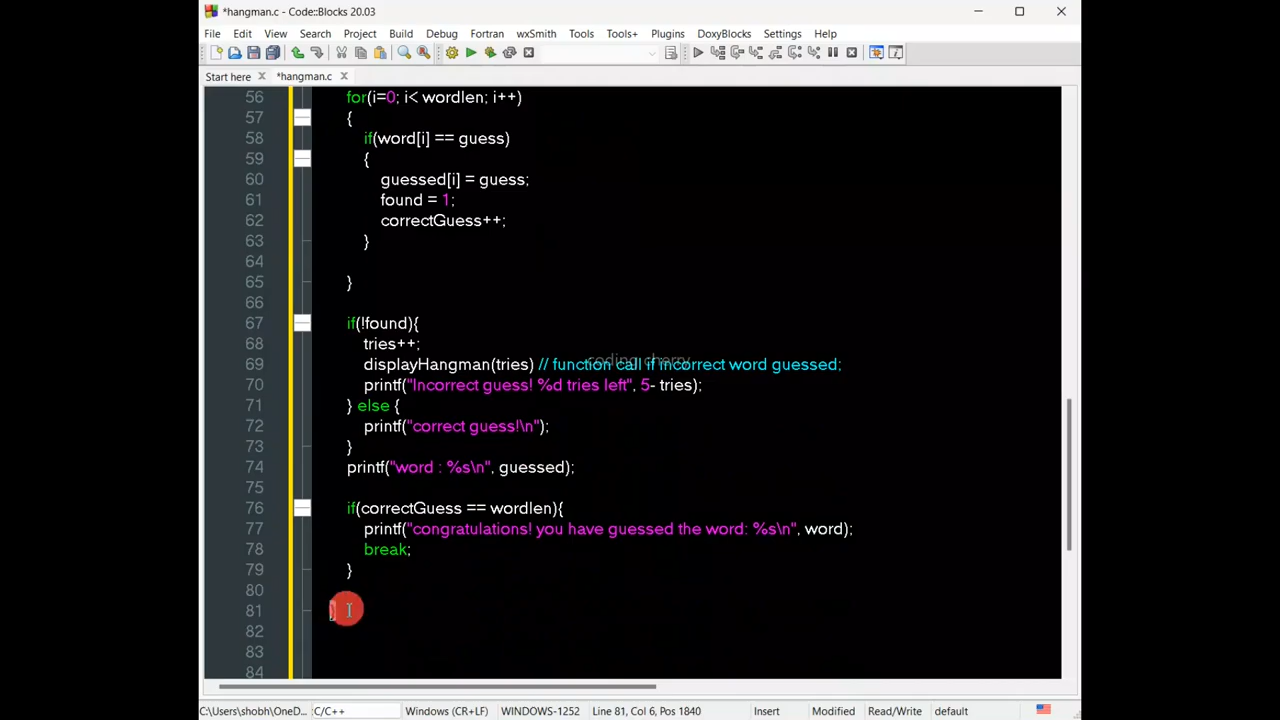 *hangman.c - Code::Blocks 20.03
File Edit View Search Project Build Debug Fortran wxSmith Tools Tools+ Plugins DoxyBlocks Settings Help
Start here *hangman.c
56 for(i=0; i< wordlen; i++)
57 {
58 if(word[i] == guess)
59 {
60 guessed[i] = guess;
61 found = 1;
62 correctGuess++;
63 }
64
65 }
66
67 if(!found){
68 tries++;
69 displayHangman(tries) // function call if incorrect word guessed;
coding cherry
70 printf("Incorrect guess! %d tries left", 5- tries);
71 } else {
72 printf("correct guess!\n");
73 }
74 printf("word : %s\n", guessed);
75
76 if(correctGuess == wordlen){
77 printf("congratulations! you have guessed the word: %s\n", word);
78 break;
79 }
80
81 }
82
83
84
C:\Users\shobh\OneD... C/C++ Windows (CR+LF) WINDOWS-1252 Line 81, Col 6, Pos 1840 Insert Modified Read/Write default